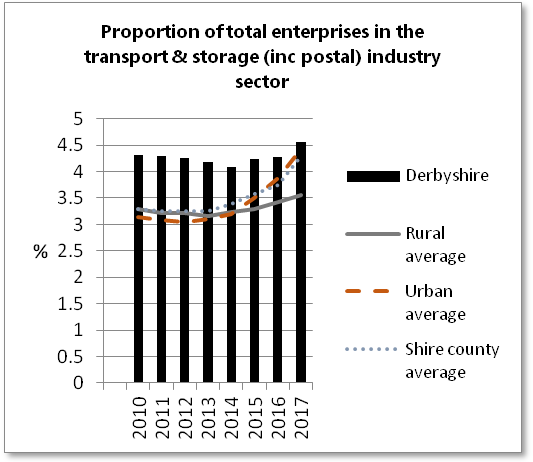 Proportion of total enterprises in the
transport & storage (inc postal) industry
sector
5
4.5
4
3.5
3
2.5
2
1.5
1
0.5
0
%
2010
2011
2012
2013
2014
2015
2016
2017
Derbyshire
Rural
average
Urban
average
Shire county
average